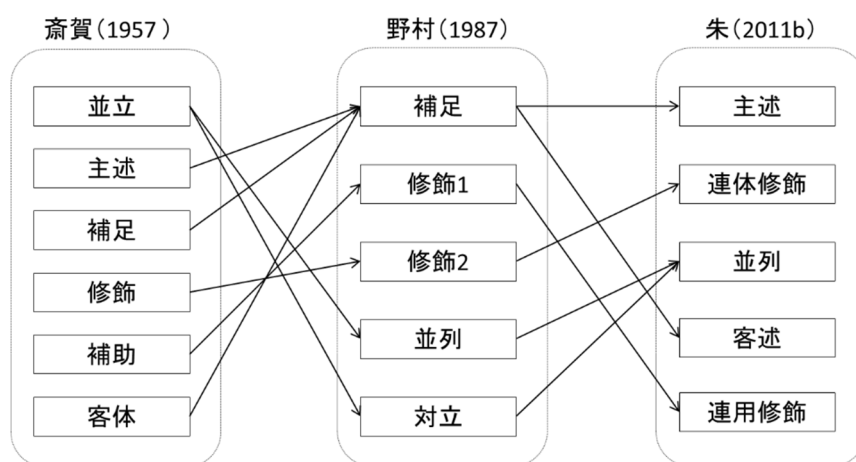 斎賀(1957 )
野村(1987)
朱(2011b)
並立
主述
補足
修飾
補助
客体
補足
修飾1
修飾2
並列
対立
主述
連体修飾
並列
客述
連用修飾